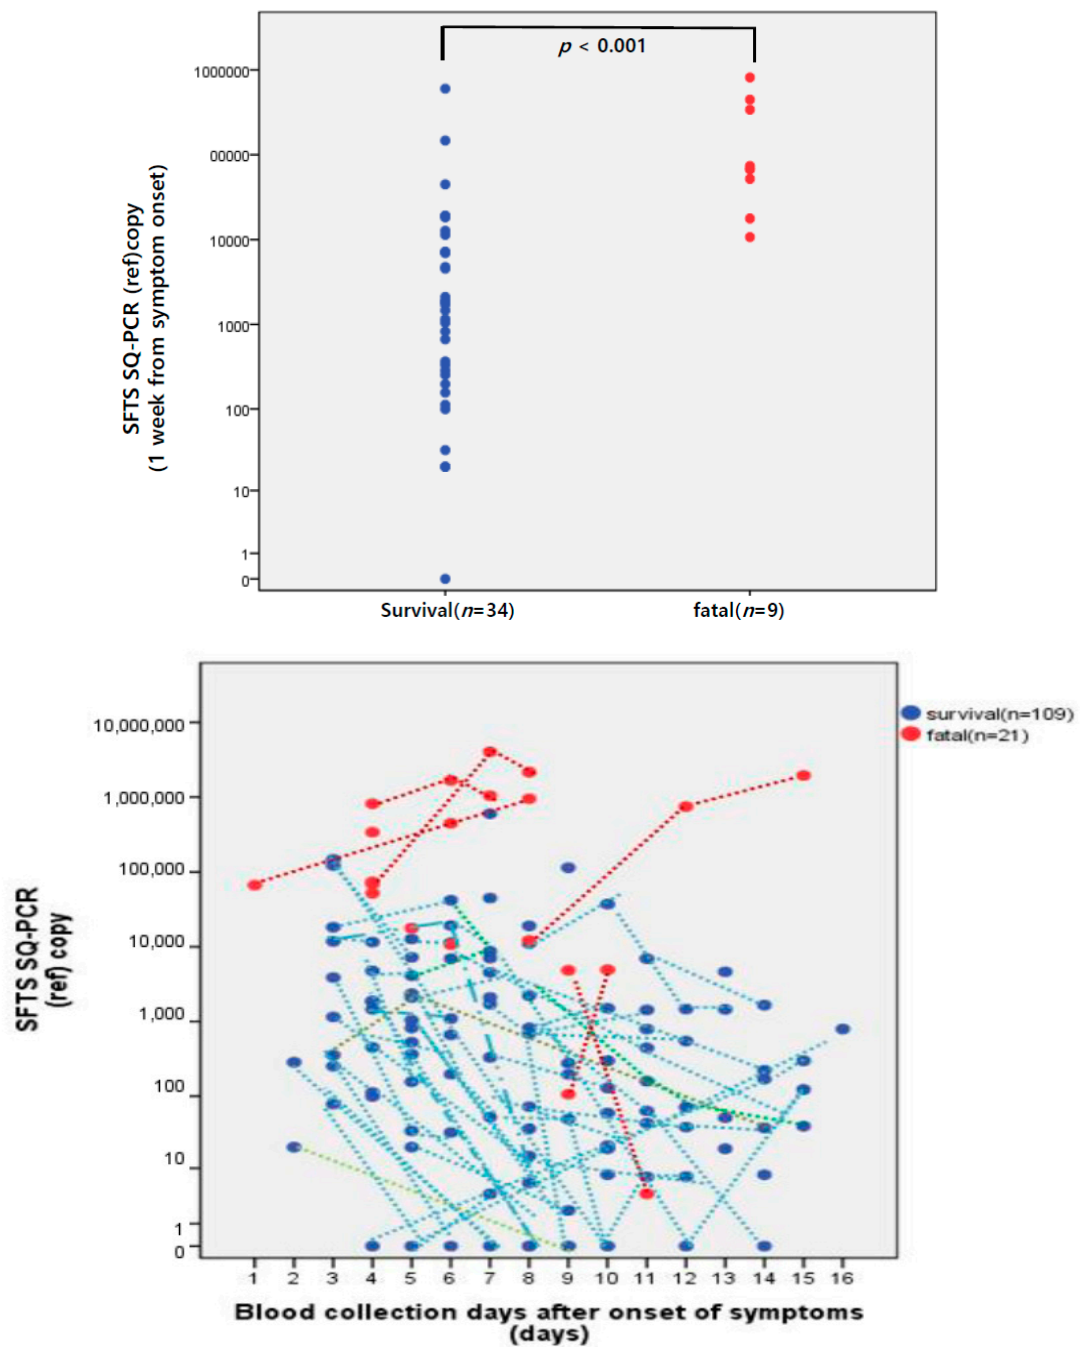 p < 0.001
SFTS SQ-PCR (ref)copy
(1 week from symptom onset)
1000000
00000
10000
1000
100
10
1
0
Survival(n=34)
fatal(n=9)
survival(n=109)
fatal(n=21)
SFTS SQ-PCR
(ref) copy
10,000,000
1,000,000
100,000
10,000
1,000
100
10
1
0
1 2 3 4 5 6 7 8 9 10 11 12 13 14 15 16
Blood collection days after onset of symptoms
(days)